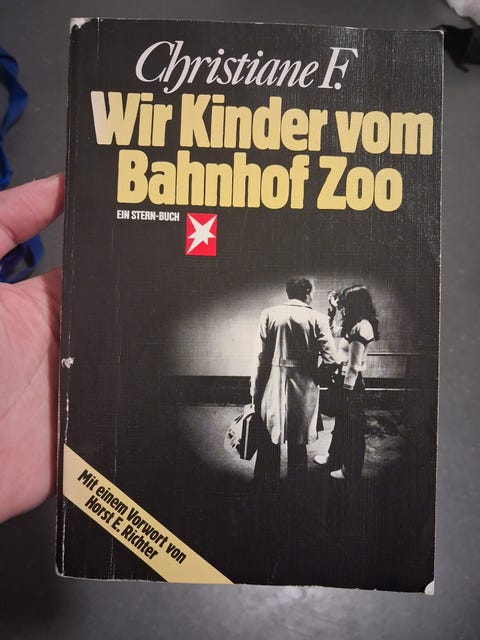 Christiane F.
Wir Kinder vom
Bahnhof Zoo
EIN STERN-BUCH
Mit einem Vorwort von
Horst E. Richter